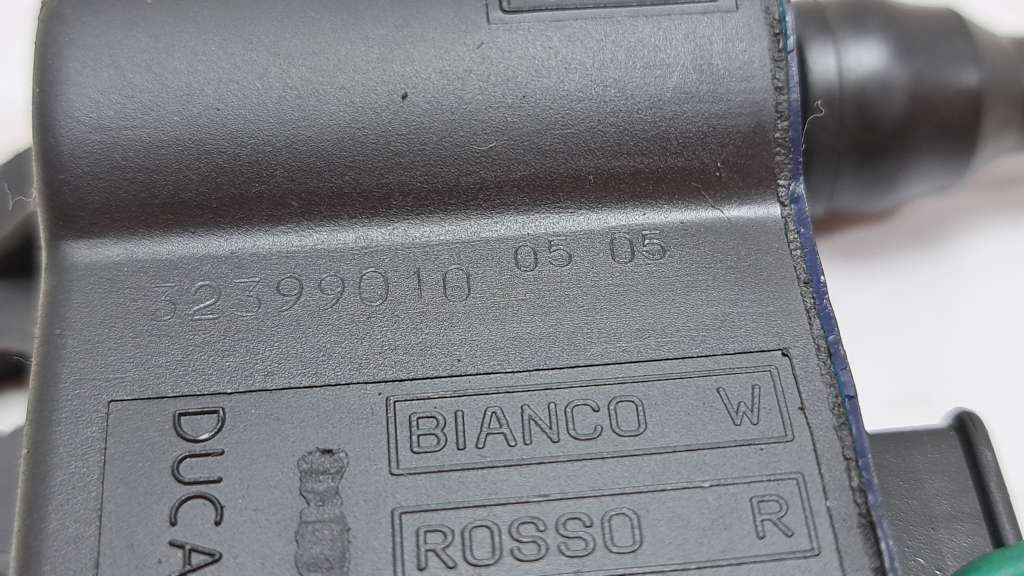 32399010 05 05
BIANCO W
ROSSO R
DUCA